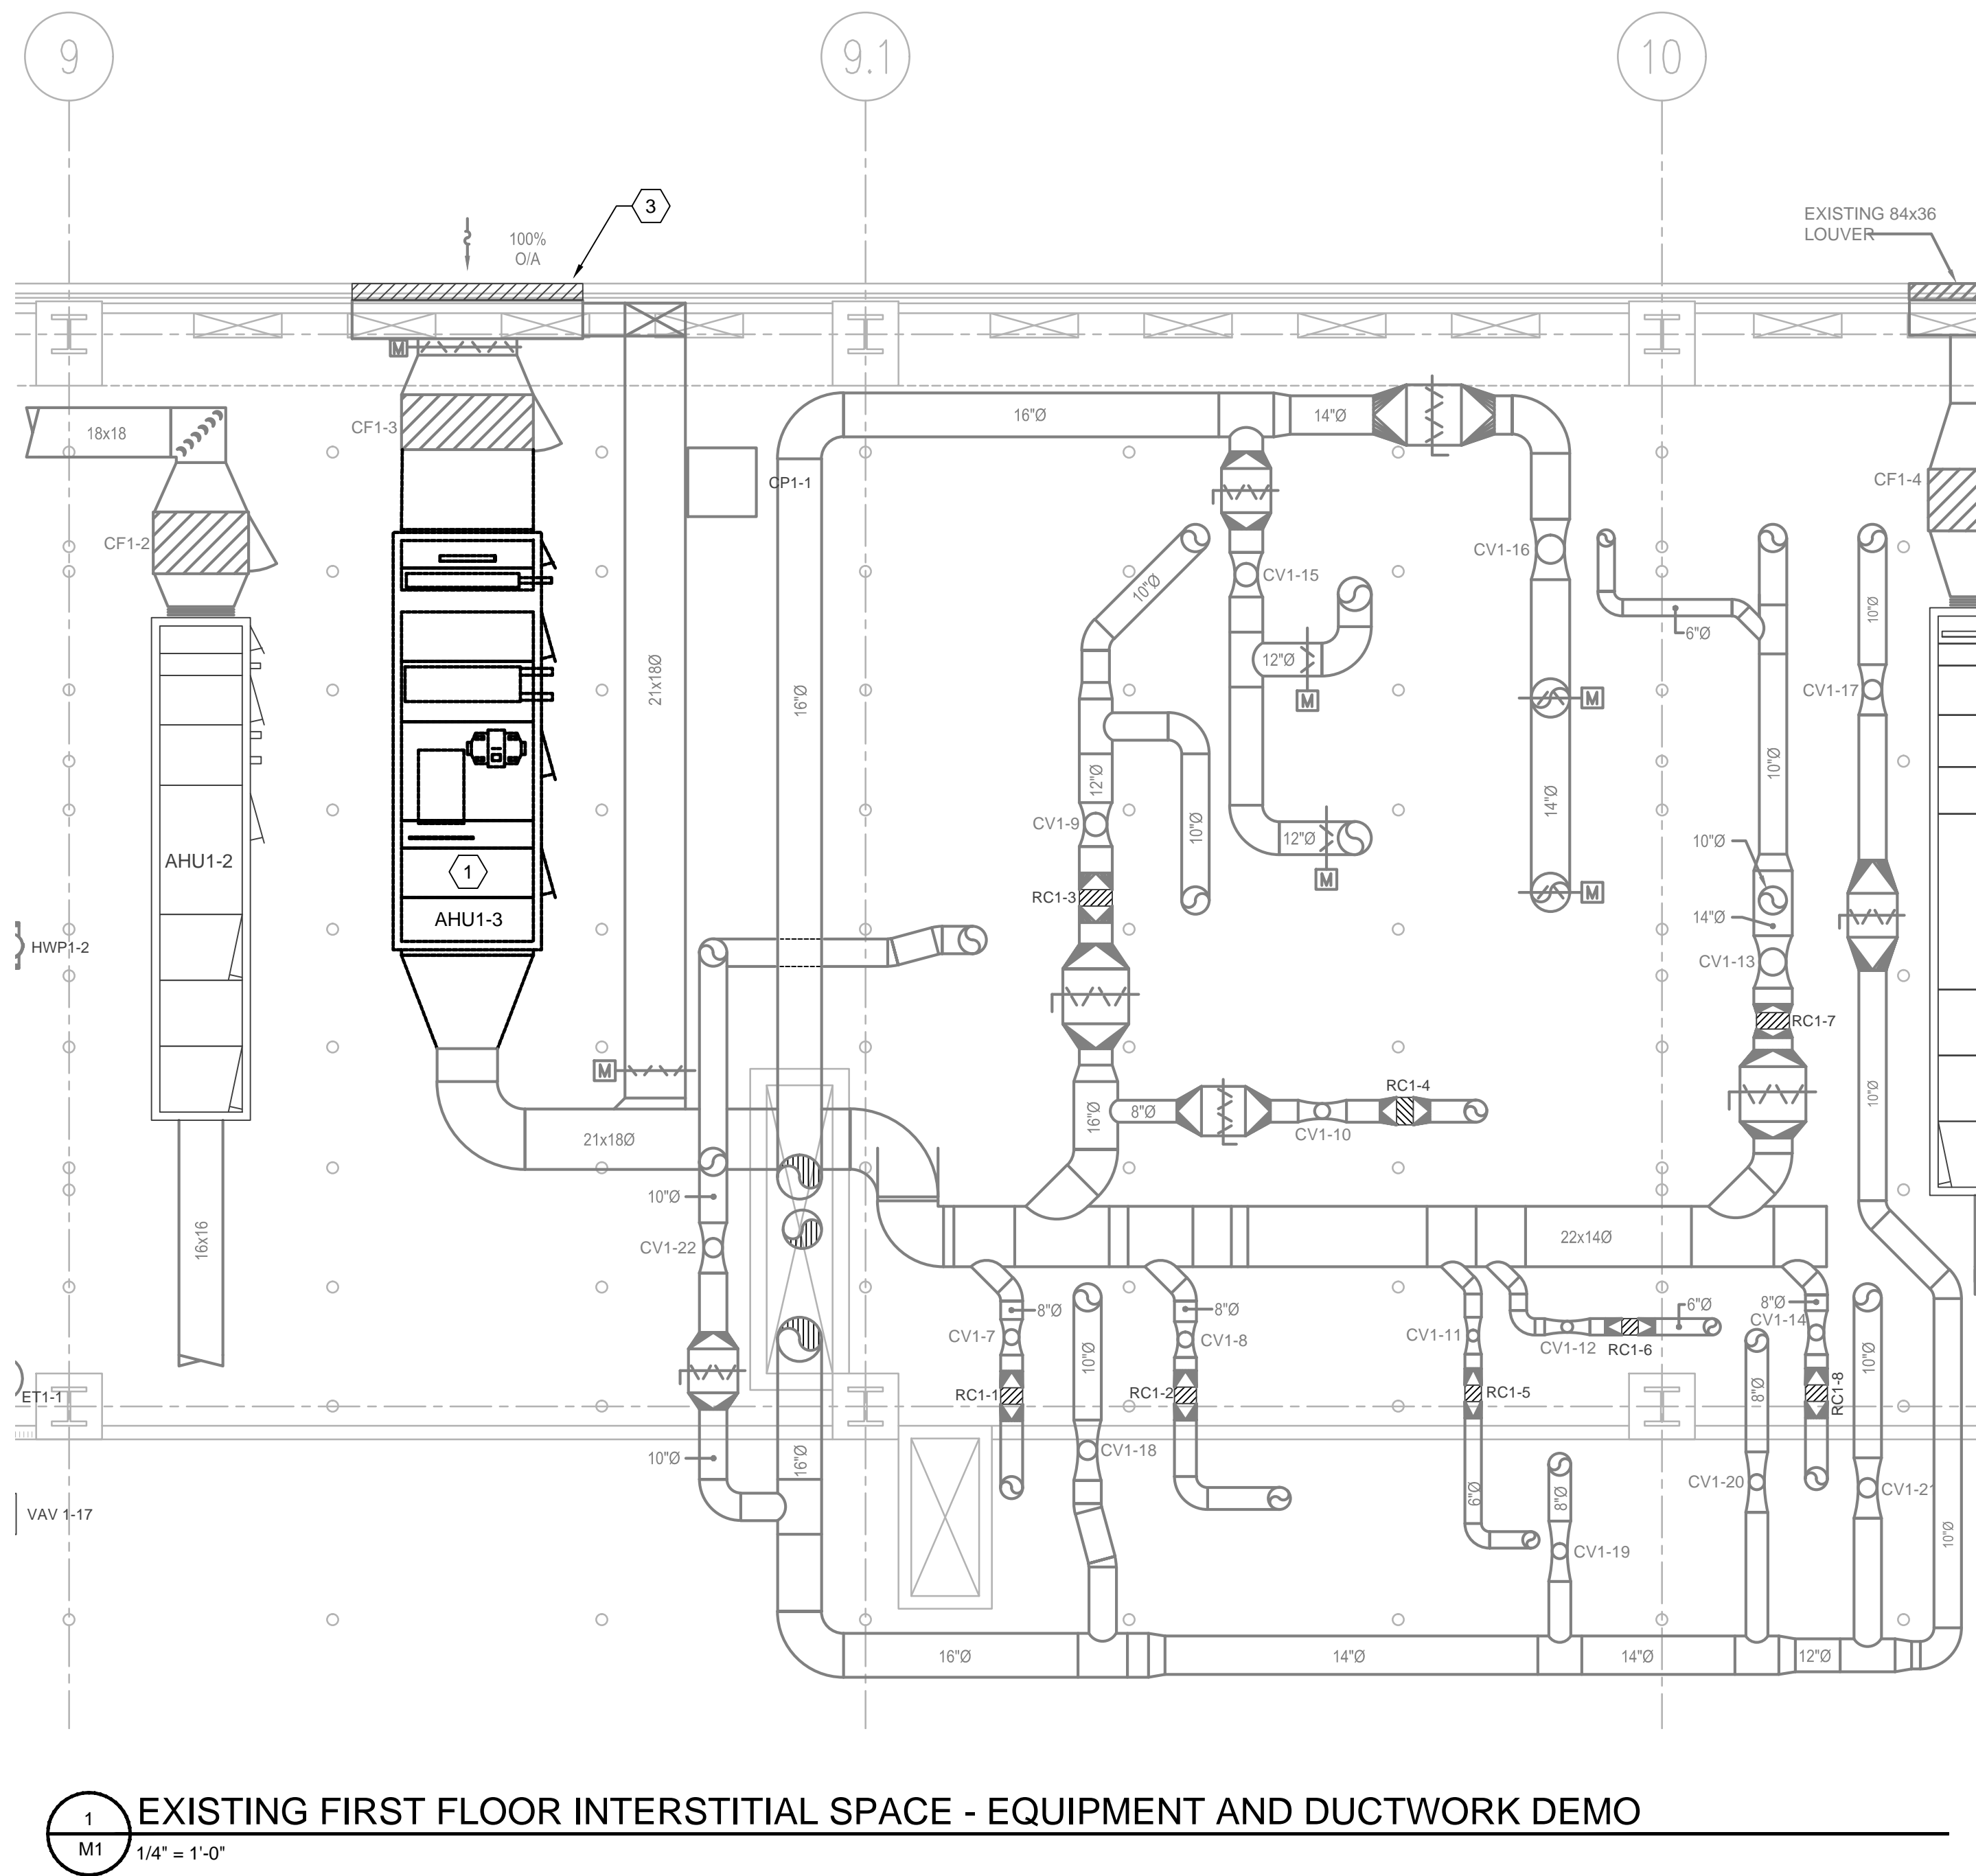 9
9.1
10
3
100%
O/A
EXISTING 84x36
LOUVER
M
18x18
CF1-3
16"Ø
14"Ø
CP1-1
CF1-4
CF1-2
CV1-16
10"Ø
CV1-15
10"Ø
6"Ø
12"Ø
21x18Ø
16"Ø
M
M
CV1-17
12"Ø
10"Ø
14"Ø
CV1-9
10"Ø
12"Ø
10"Ø
AHU1-2
1
M
M
RC1-3
AHU1-3
14"Ø
HWP1-2
CV1-13
RC1-7
M
RC1-4
10"Ø
16"Ø
8"Ø
CV1-10
21x18Ø
10"Ø
16x16
CV1-22
22x14Ø
8"Ø
8"Ø
6"Ø
8"Ø
CV1-7
CV1-8
CV1-11
CV1-12
RC1-6
CV1-14
10"Ø
10"Ø
ET1-1
RC1-1
RC1-2
RC1-5
8"Ø
RC1-8
10"Ø
16"Ø
CV1-18
CV1-20
CV1-21
VAV 1-17
6"Ø
8"Ø
CV1-19
10"Ø
16"Ø
14"Ø
14"Ø
12"Ø
1
EXISTING FIRST FLOOR INTERSTITIAL SPACE - EQUIPMENT AND DUCTWORK DEMO
M1
1/4" = 1'-0"